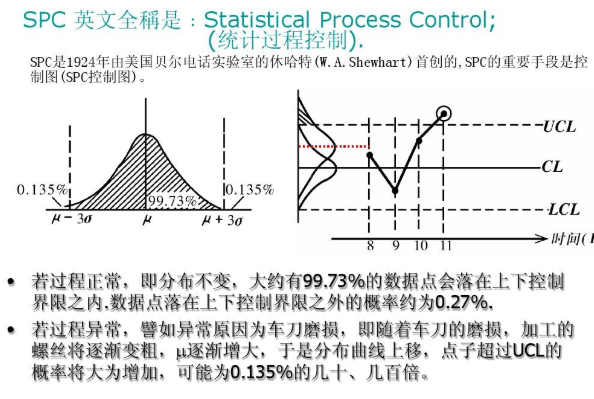 SPC 英文全稱是：Statistical Process Control;
(统计过程控制).
SPC是1924年由美国贝尔电话实验室的休哈特(W.A.Shewhart)首创的,SPC的重要手段是控
制图(SPC控制图)。
0.135%
99.73%
0.135%
μ－3σ
μ
μ＋3σ
UCL
CL
LCL
8 9 10 11
时间(
• 若过程正常，即分布不变，大约有99.73%的数据点会落在上下控制
界限之内.数据点落在上下控制界限之外的概率约为0.27%.
• 若过程异常，譬如异常原因为车刀磨损，即随着车刀的磨损，加工的
螺丝将逐渐变粗，μ逐渐增大，于是分布曲线上移，点子超过UCL的
概率将大为增加，可能为0.135%的几十、几百倍。